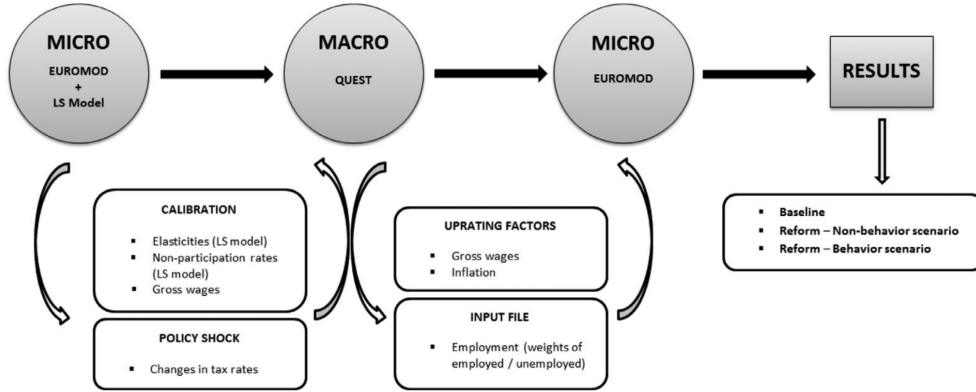 MICRO
EUROMOD
+
LS Model
MACRO
QUEST
MICRO
EUROMOD
RESULTS
CALIBRATION
▪ Elasticities (LS model)
▪ Non-participation rates
(LS model)
▪ Gross wages
POLICY SHOCK
▪ Changes in tax rates
UPRATING FACTORS
▪ Gross wages
▪ Inflation
INPUT FILE
▪ Employment (weights of
employed / unemployed)
▪ Baseline
▪ Reform – Non-behavior scenario
▪ Reform – Behavior scenario